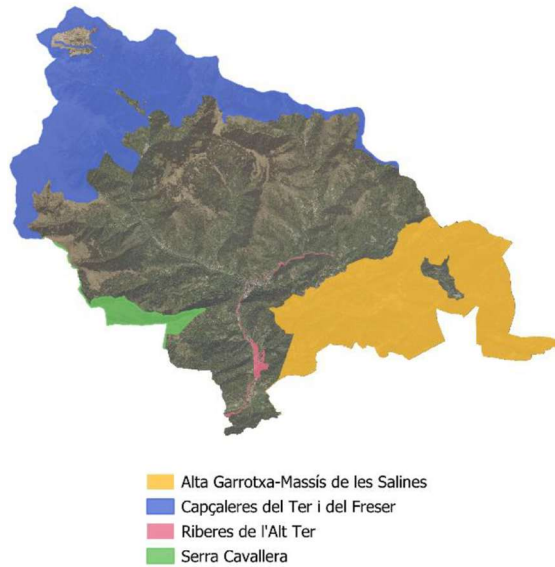 Alta Garrotxa-Massís de les Salines
Capçaleres del Ter i del Freser
Riberes de l'Alt Ter
Serra Cavallera